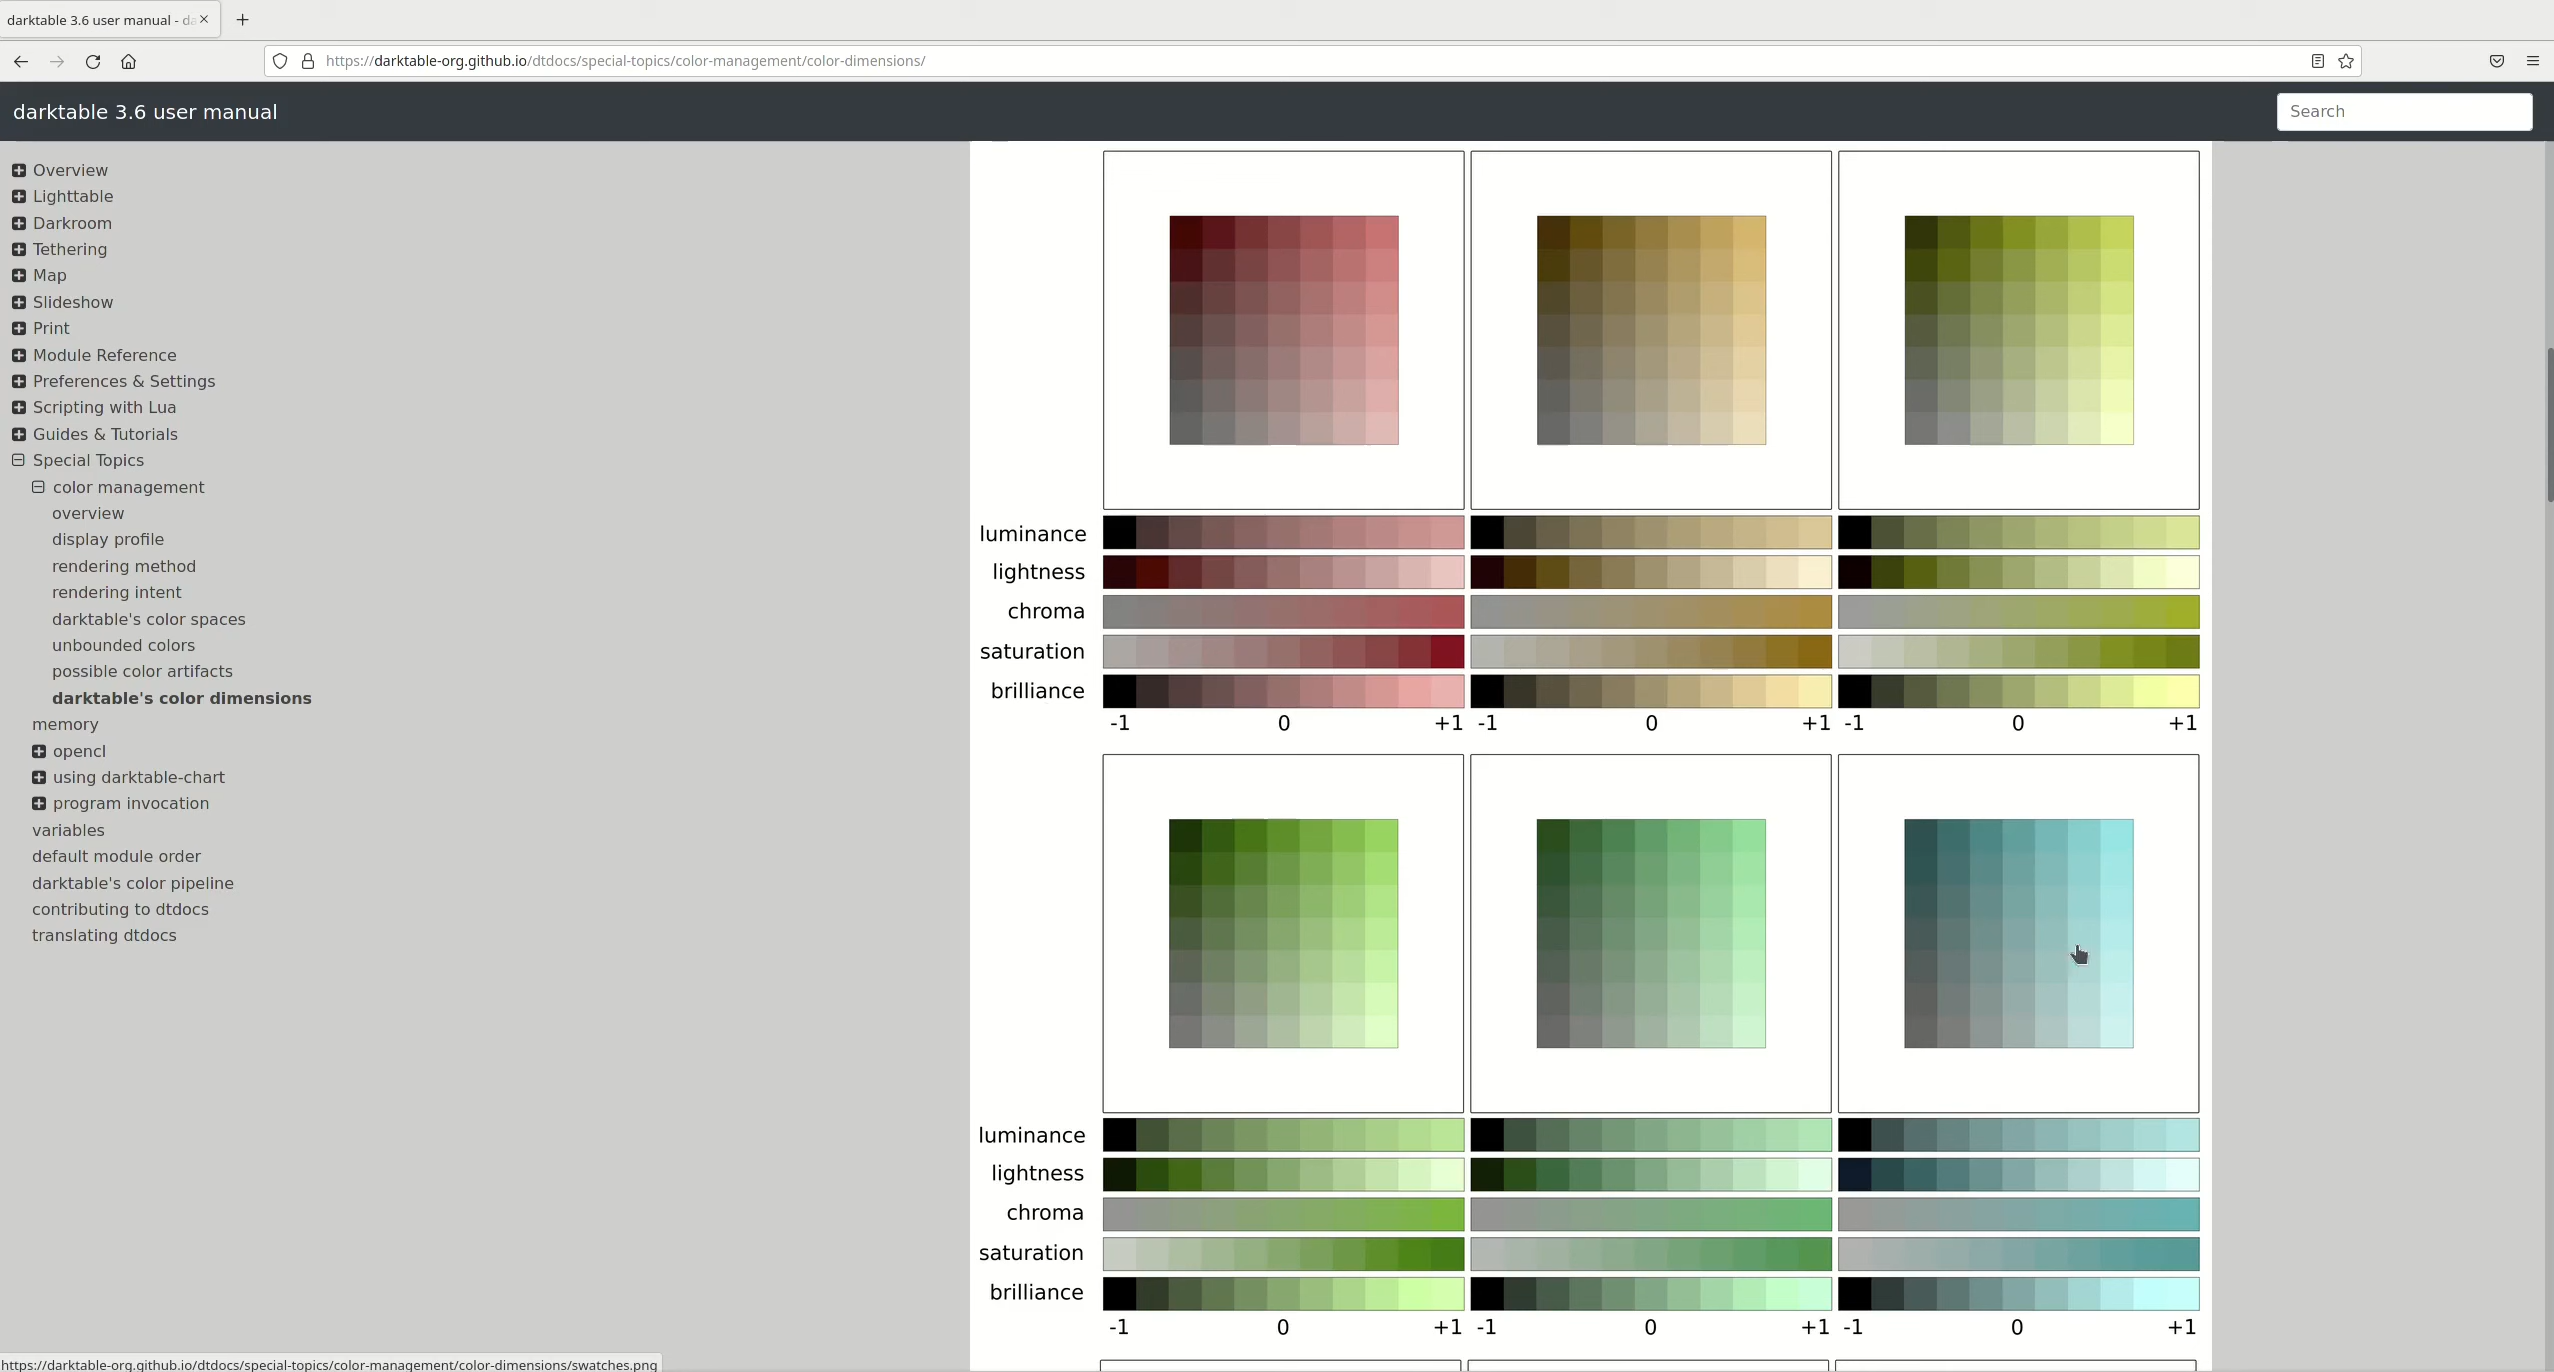 darktable 3.6 user manual - da
https://darktable-org.github.io/dtdocs/special-topics/color-management/color-dimensions/
darktable 3.6 user manual
Search
Overview
Lighttable
Darkroom
Tethering
Map
Slideshow
Print
Module Reference
Preferences & Settings
Scripting with Lua
Guides & Tutorials
Special Topics
color management
overview
display profile
rendering method
rendering intent
darktable's color spaces
unbounded colors
possible color artifacts
darktable's color dimensions
memory
opencl
using darktable-chart
program invocation
variables
default module order
darktable's color pipeline
contributing to dtdocs
translating dtdocs
luminance
lightness
chroma
saturation
brilliance
-1 0 +1 -1 0 +1 -1 0 +1
luminance
lightness
chroma
saturation
brilliance
-1 0 +1 -1 0 +1 -1 0 +1
https://darktable-org.github.io/dtdocs/special-topics/color-management/color-dimensions/swatches.png